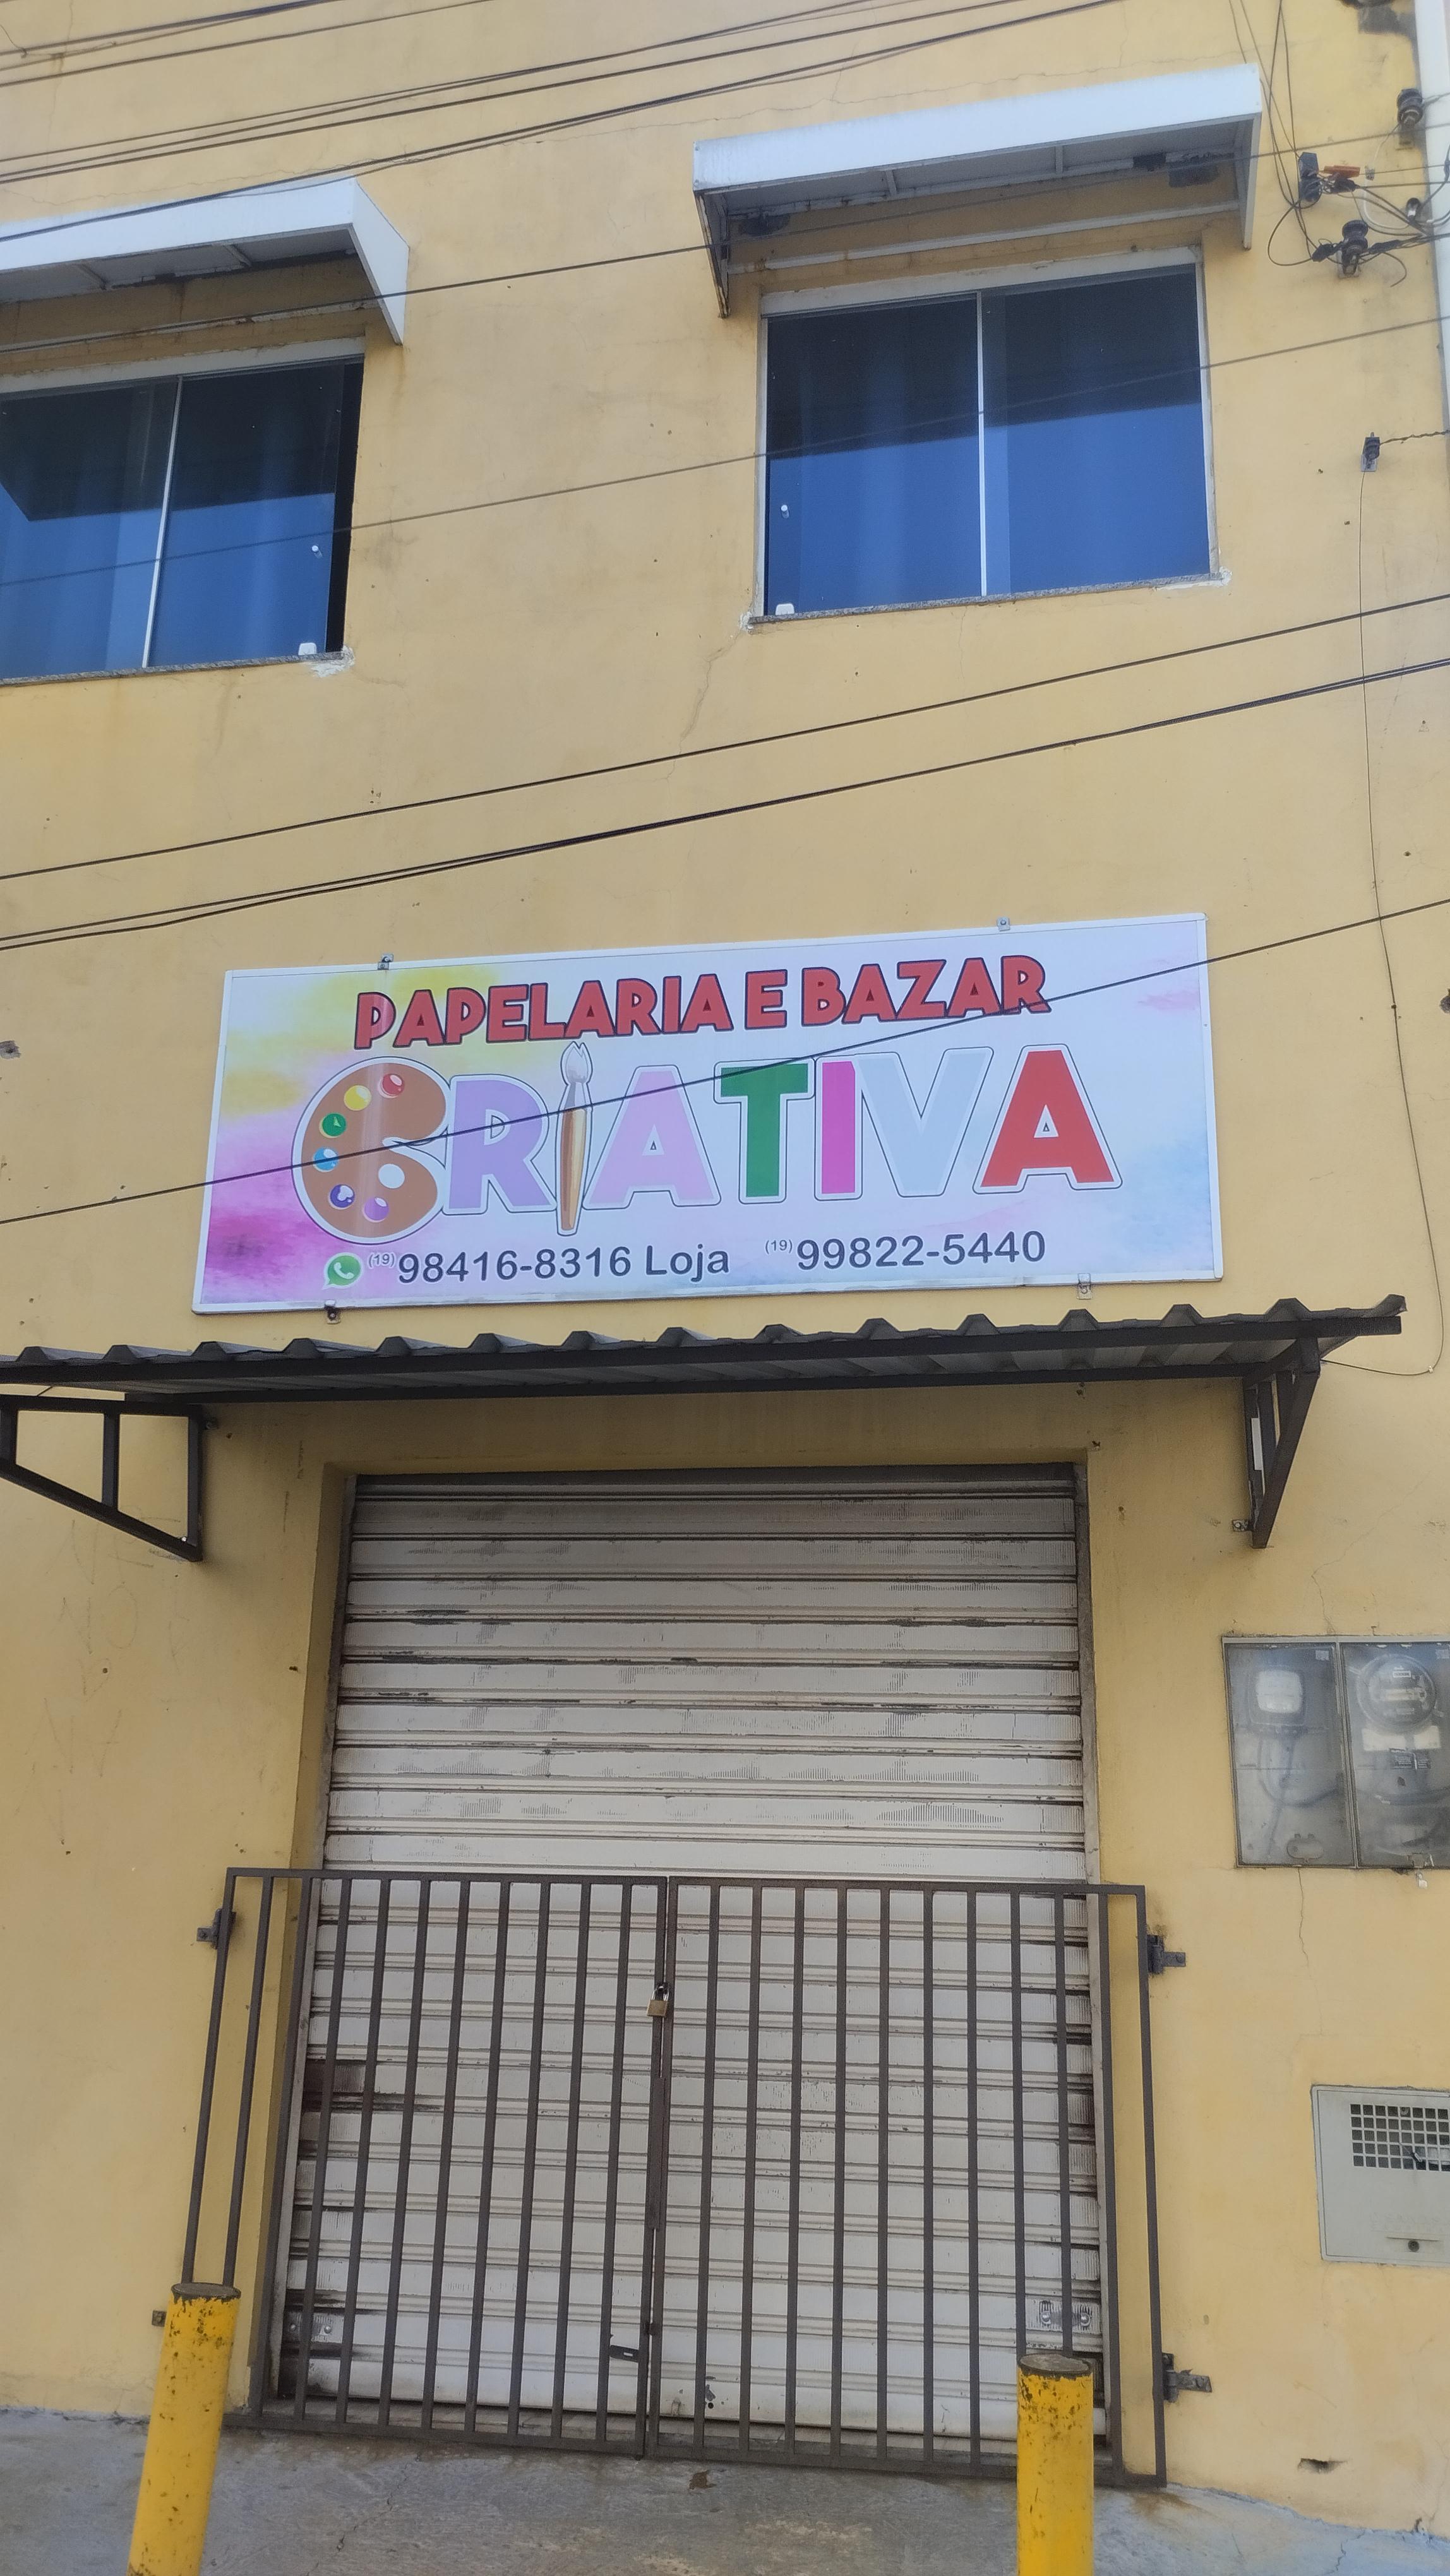 PAPELARIA E BAZAR
CRIATIVA
(19) 98416-8316 Loja (19) 99822-5440